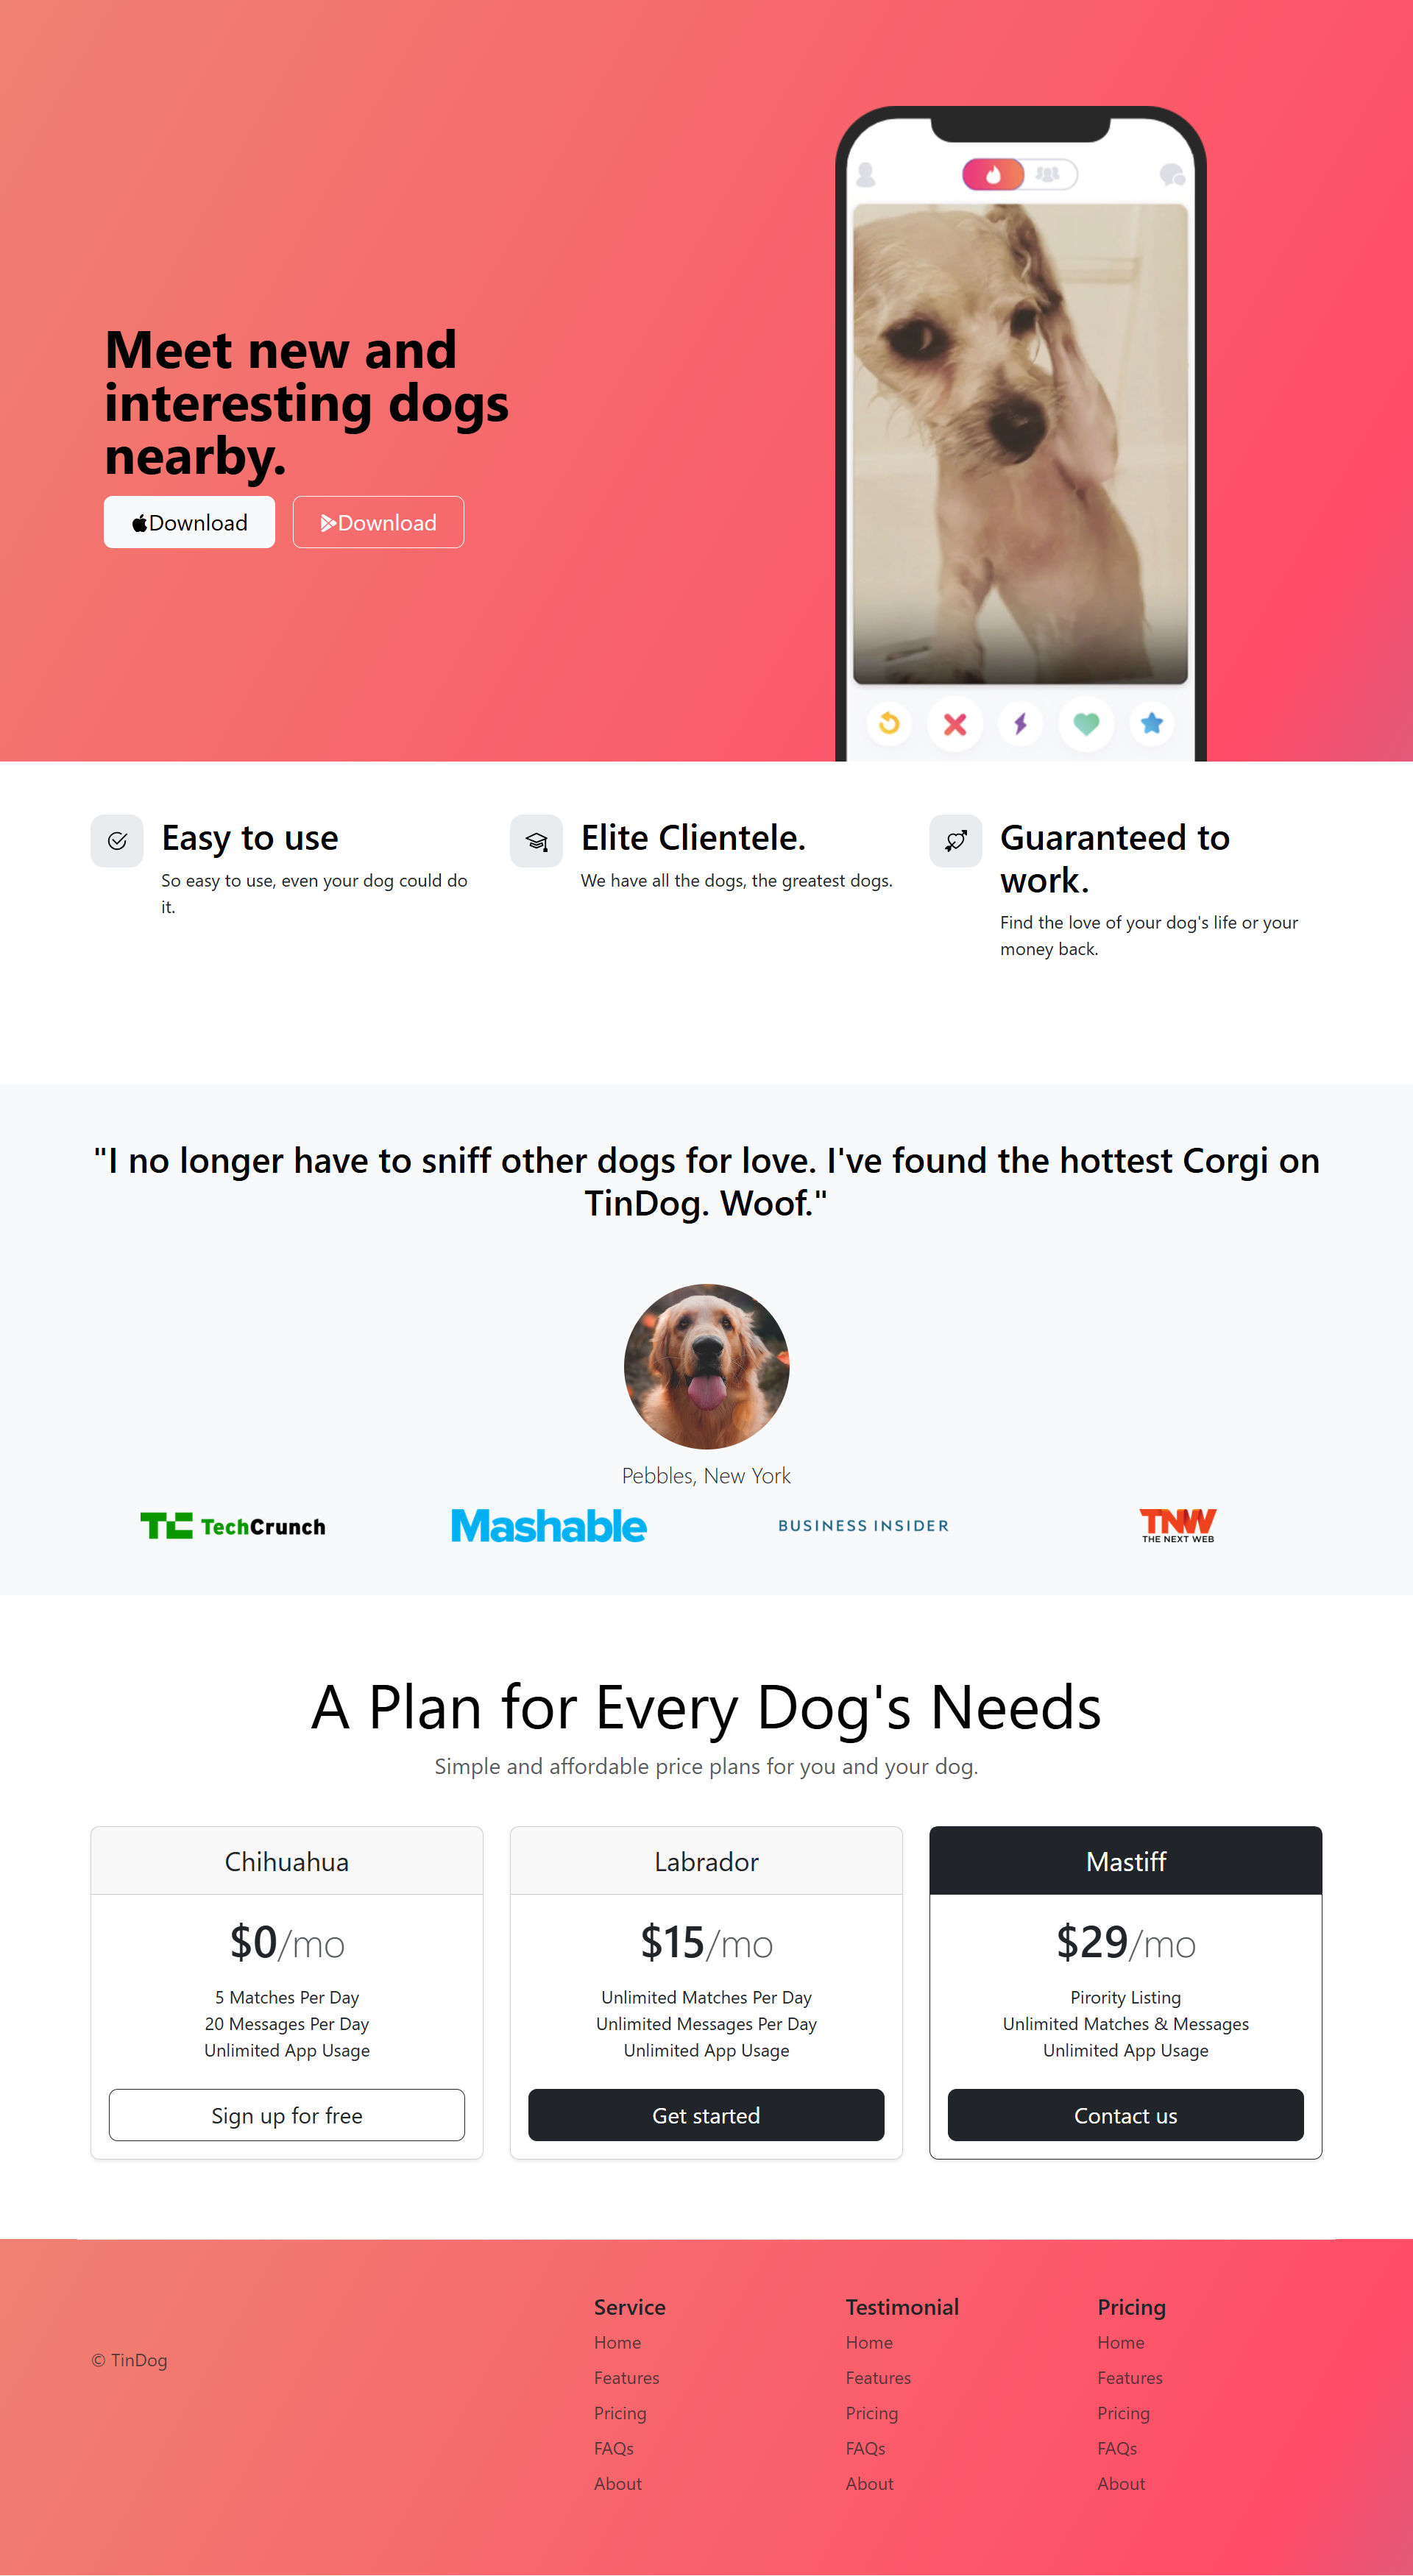 Meet new and
interesting dogs
nearby.
Download
Download
Easy to use
So easy to use, even your dog could do
it.
Elite Clientele.
We have all the dogs, the greatest dogs.
Guaranteed to
work.
Find the love of your dog's life or your
money back.
"I no longer have to sniff other dogs for love. I've found the hottest Corgi on
TinDog. Woof."
Pebbles, New York
TC TechCrunch
Mashable
BUSINESS INSIDER
TNW
THE NEXT WEB
A Plan for Every Dog's Needs
Simple and affordable price plans for you and your dog.
Chihuahua
$0/mo
5 Matches Per Day
20 Messages Per Day
Unlimited App Usage
Sign up for free
Labrador
$15/mo
Unlimited Matches Per Day
Unlimited Messages Per Day
Unlimited App Usage
Get started
Mastiff
$29/mo
Pirority Listing
Unlimited Matches & Messages
Unlimited App Usage
Contact us
© TinDog
Service
Home
Features
Pricing
FAQs
About
Testimonial
Home
Features
Pricing
FAQs
About
Pricing
Home
Features
Pricing
FAQs
About